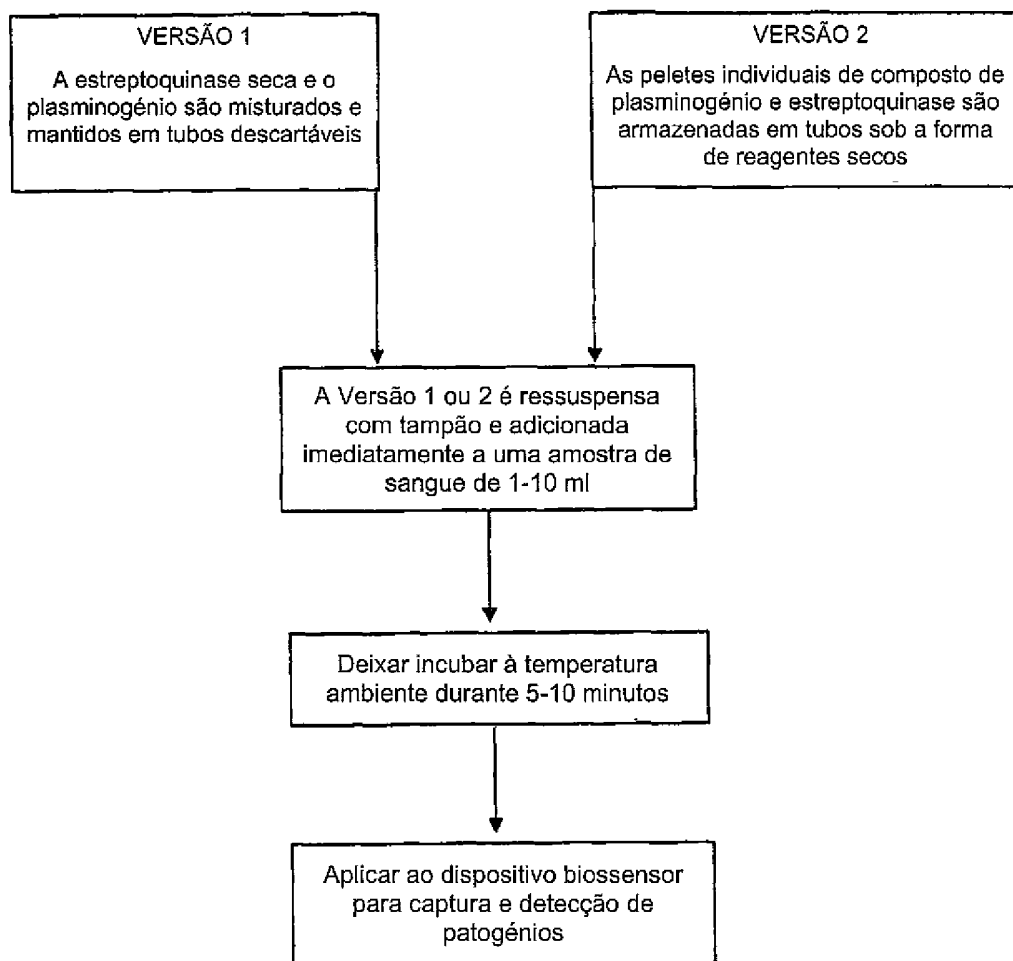 VERSÃO 1
A estreptoquinase seca e o
plasminogénio são misturados e
mantidos em tubos descartáveis
VERSÃO 2
As peletes individuais de composto de
plasminogénio e estreptoquinase são
armazenadas em tubos sob a forma
de reagentes secos
A Versão 1 ou 2 é ressuspensa
com tampão e adicionada
imediatamente a uma amostra de
sangue de 1-10 ml
Deixar incubar à temperatura
ambiente durante 5-10 minutos
Aplicar ao dispositivo biossensor
para captura e detecção de
patogénios